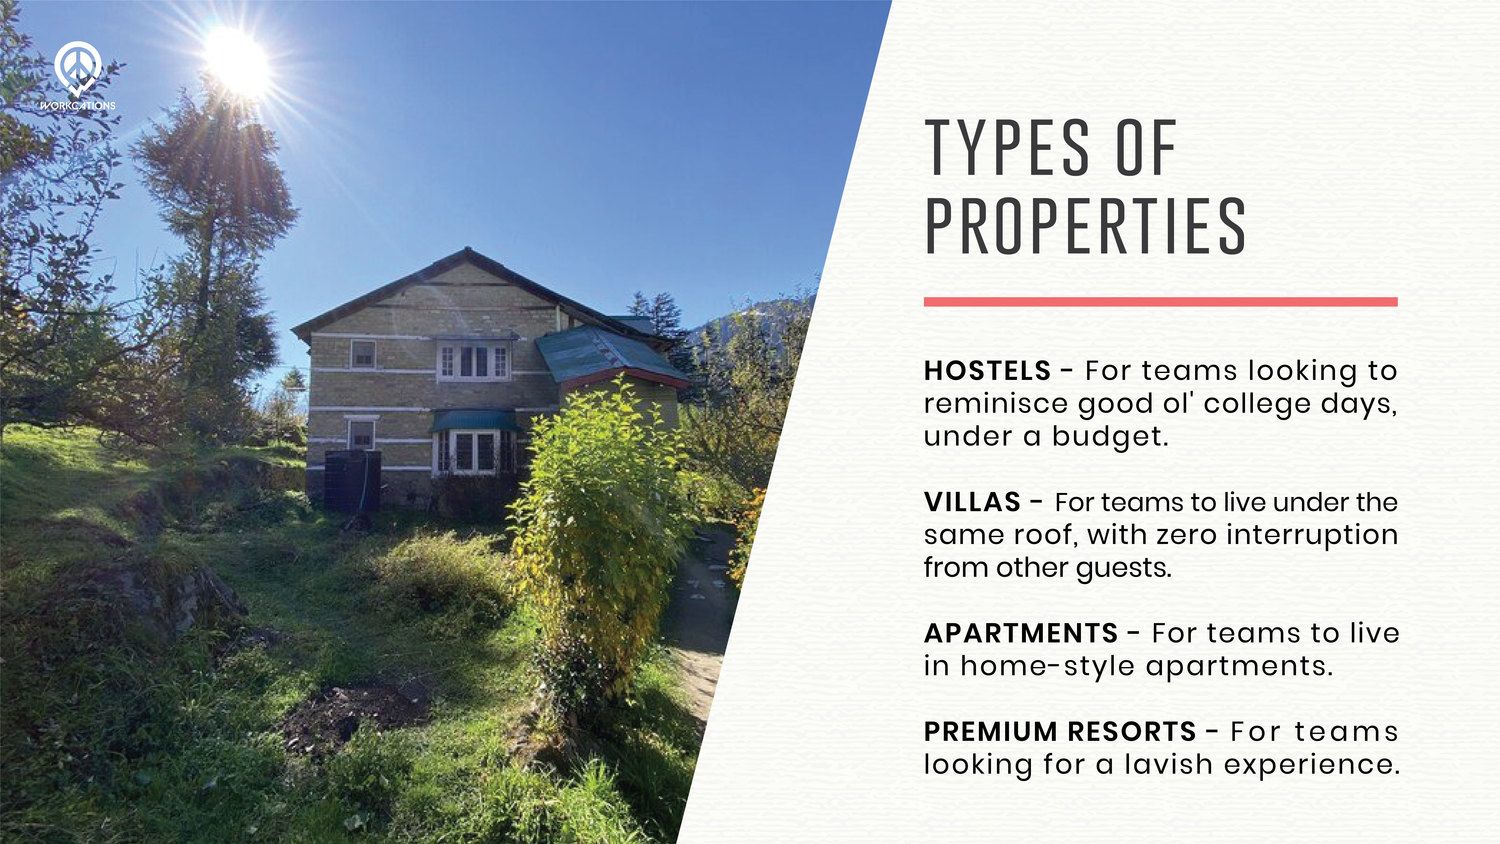 WORKCATIONS
TYPES OF
PROPERTIES
HOSTELS - For teams looking to
reminisce good ol' college days,
under a budget.
VILLAS - For teams to live under the
same roof, with zero interruption
from other guests.
APARTMENTS - For teams to live
in home-style apartments.
PREMIUM RESORTS - For teams
looking for a lavish experience.